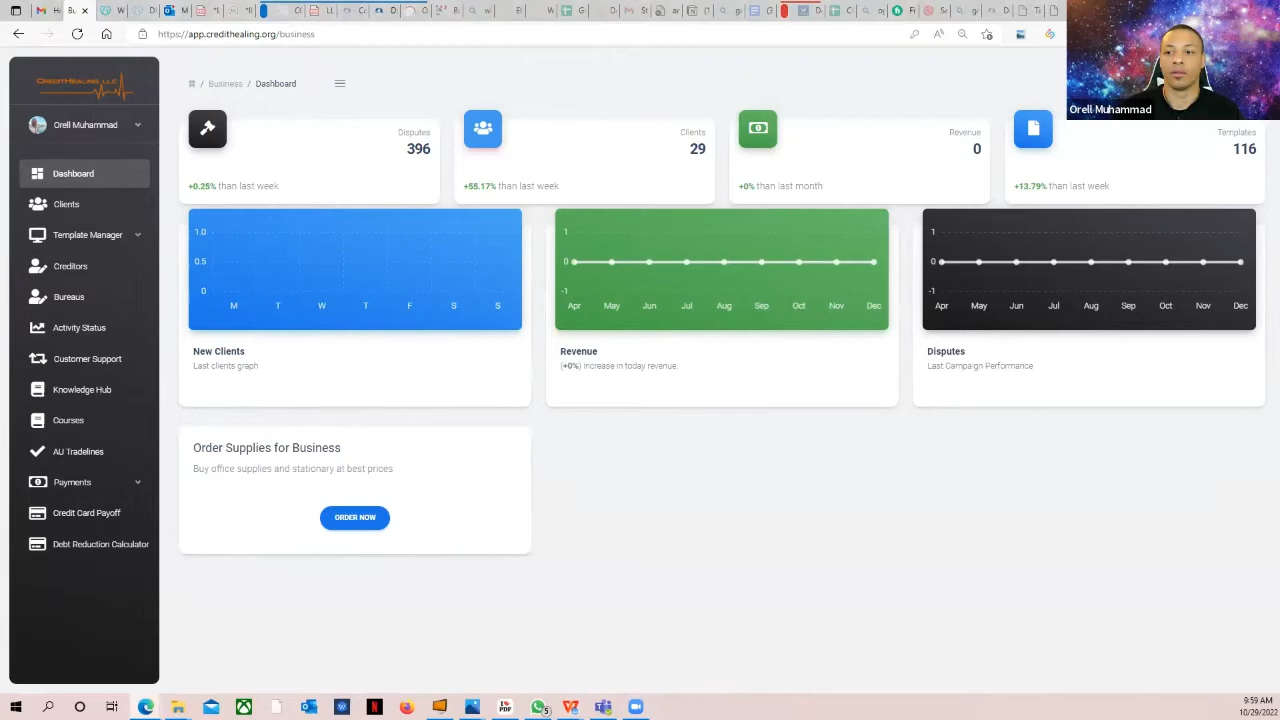 https://app.credithealing.org/business
Orell Muhammad
CREDITHEALING, LLC
/ Business / Dashboard
Orell Muhammad
Dashboard
Clients
Template Manager
Creditors
Bureaus
Activity Status
Customer Support
Knowledge Hub
Courses
AU Tradelines
Payments
Credit Card Payoff
Debt Reduction Calculator
Disputes
396
+0.25% than last week
Clients
29
+55.17% than last week
Revenue
0
+0% than last month
Templates
116
+13.79% than last week
1.0
0.5
0
M T W T F S S
New Clients
Last clients graph
1
0
-1
Apr May Jun Jul Aug Sep Oct Nov Dec
Revenue
(+0%) increase in today revenue.
1
0
-1
Apr May Jun Jul Aug Sep Oct Nov Dec
Disputes
Last Campaign Performance
Order Supplies for Business
Buy office supplies and stationary at best prices
ORDER NOW
9:59 AM
10/29/2022